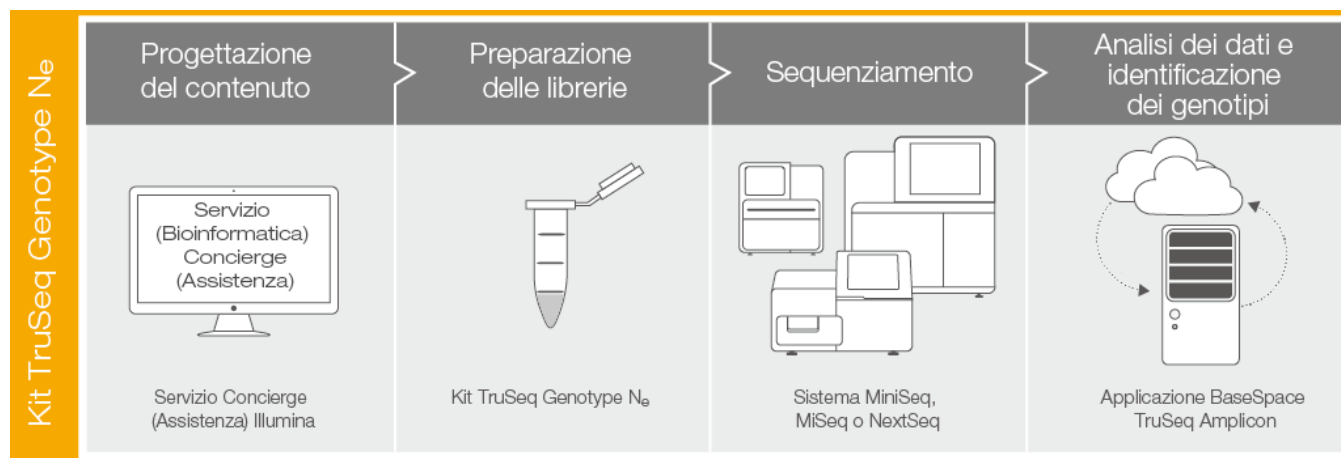 Kit TruSeq Genotype Ne
Progettazione
del contenuto
Preparazione
delle librerie
Sequenziamento
Analisi dei dati e
identificazione
dei genotipi
Servizio
(Bioinformatica)
Concierge
(Assistenza)
Servizio Concierge
(Assistenza) Illumina
Kit TruSeq Genotype Ne
Sistema MiniSeq,
MiSeq o NextSeq
Applicazione BaseSpace
TruSeq Amplicon